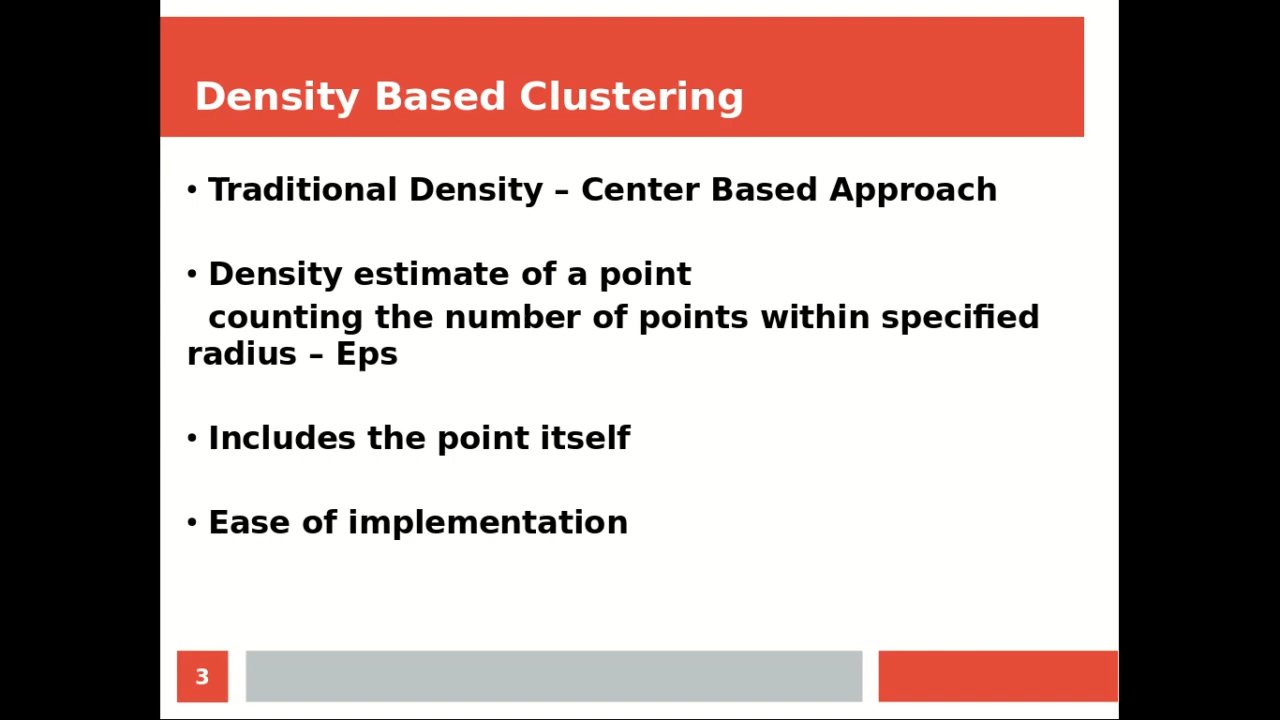 Density Based Clustering
• Traditional Density – Center Based Approach
• Density estimate of a point
counting the number of points within specified
radius – Eps
• Includes the point itself
• Ease of implementation
3